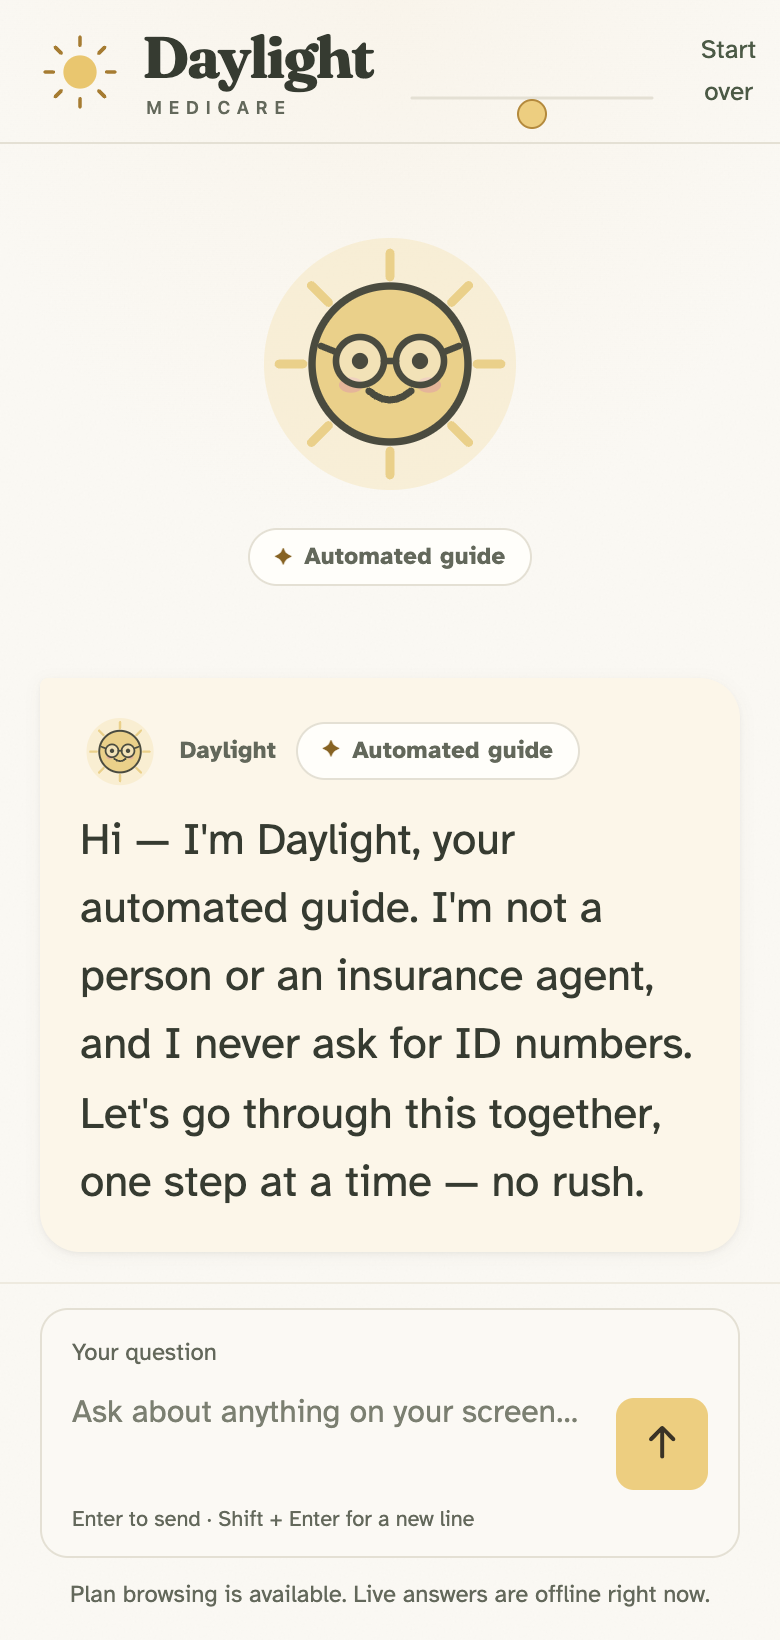 Daylight
MEDICARE
Start
over
✦ Automated guide
Daylight ✦ Automated guide
Hi — I'm Daylight, your
automated guide. I'm not a
person or an insurance agent,
and I never ask for ID numbers.
Let's go through this together,
one step at a time — no rush.
Your question
Ask about anything on your screen...
Enter to send · Shift + Enter for a new line
Plan browsing is available. Live answers are offline right now.